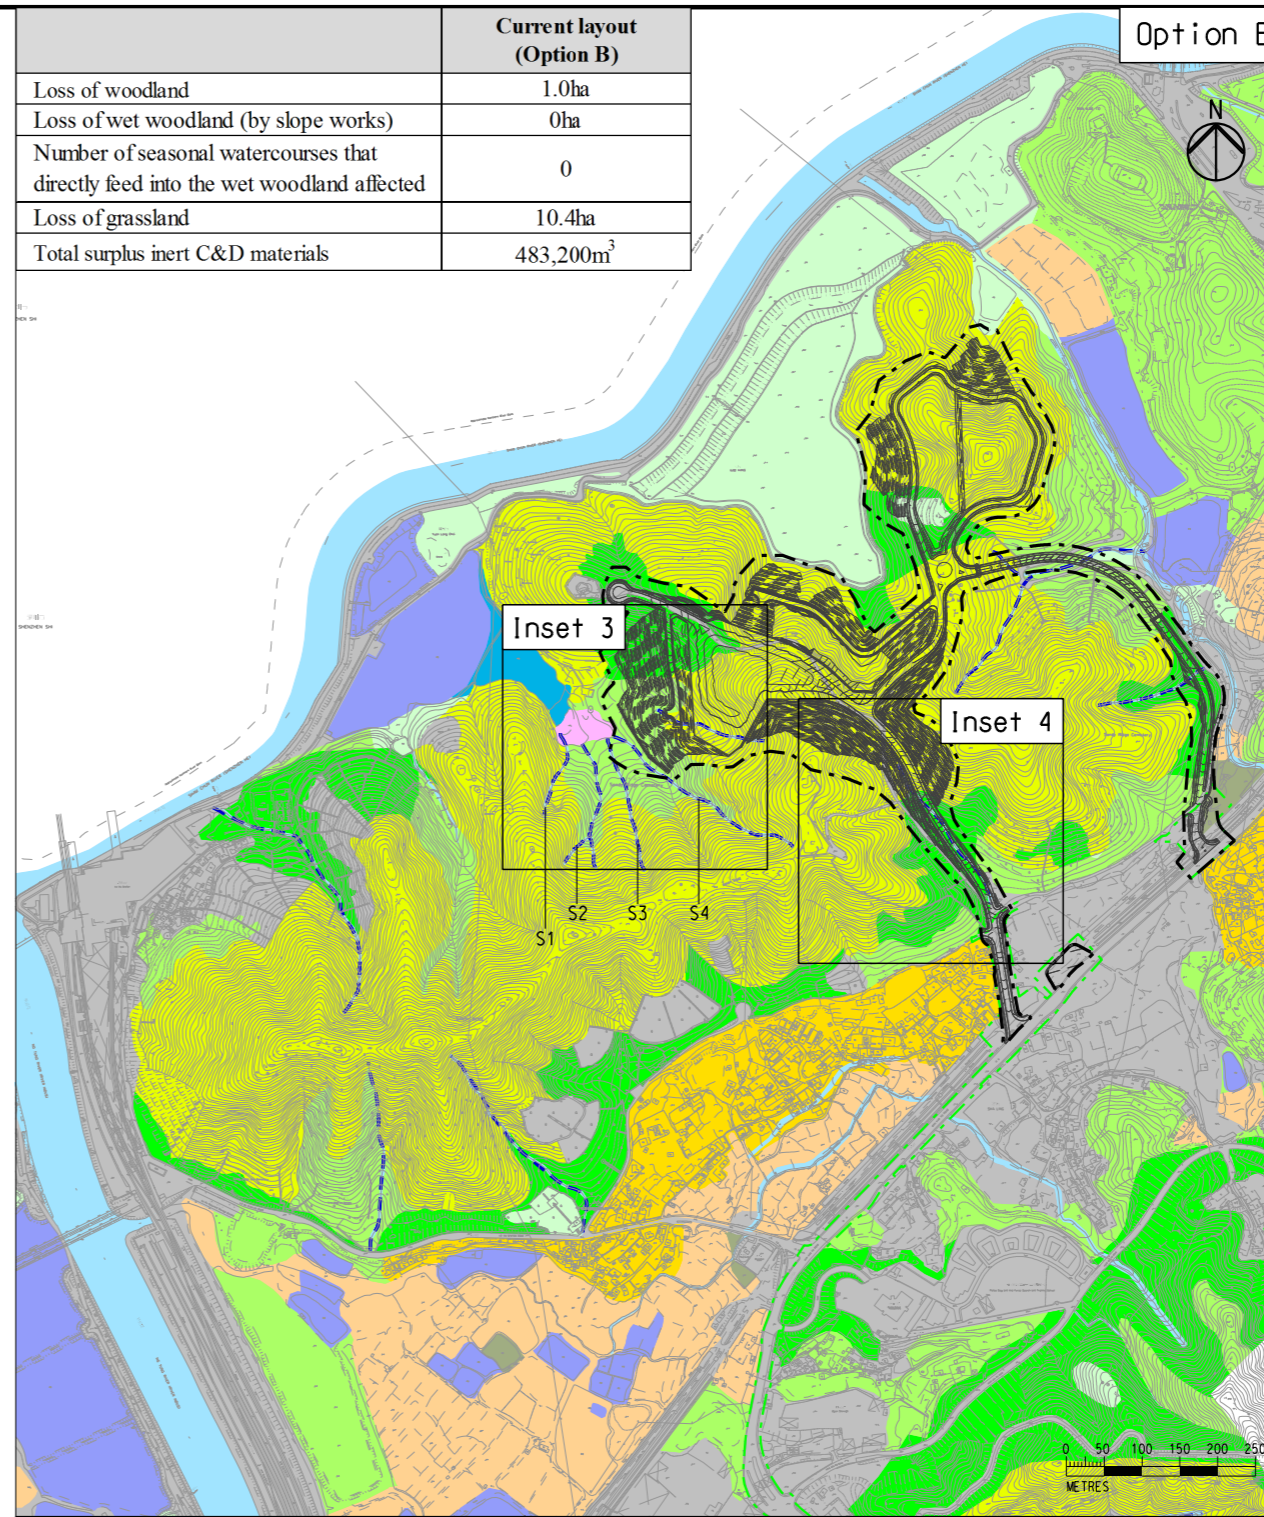 Current layout
(Option B)
Option
Loss of woodland 1.0ha
Loss of wet woodland (by slope works) 0ha
Number of seasonal watercourses that
directly feed into the wet woodland affected 0
Loss of grassland 10.4ha
Total surplus inert C&D materials 483,200m³
N
Inset 3
Inset 4
S1
S2
S3
S4
0 50 100 150 200 250
METRES
SHENZHEN SHI